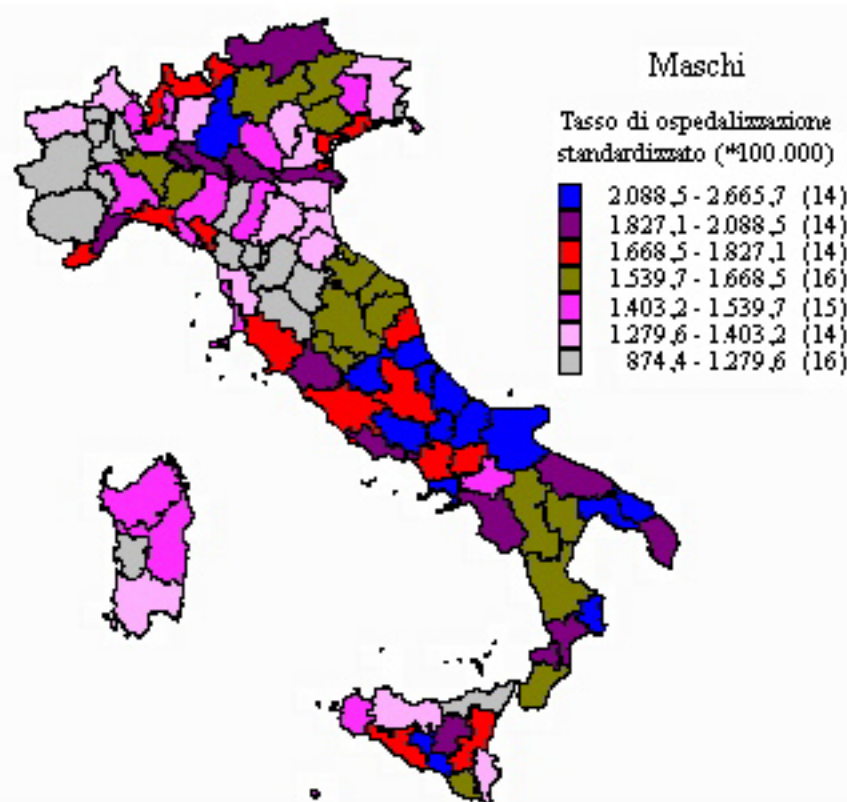 Maschi
Tasso di ospedalizzazione
standardizzato (*100.000)
2.088,5 - 2.665,7 (14)
1.827,1 - 2.088,5 (14)
1.668,5 - 1.827,1 (14)
1.539,7 - 1.668,5 (16)
1.403,2 - 1.539,7 (15)
1.279,6 - 1.403,2 (14)
874,4 - 1.279,6 (16)